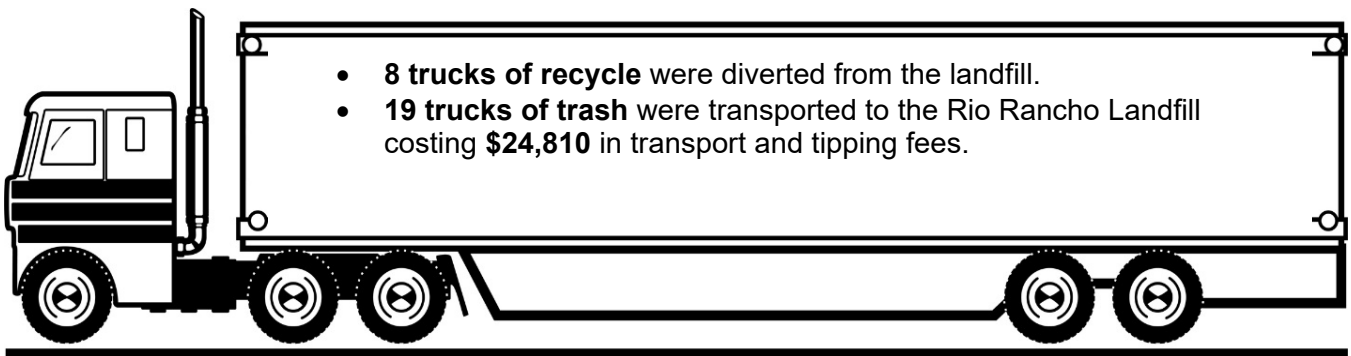 • 8 trucks of recycle were diverted from the landfill.
• 19 trucks of trash were transported to the Rio Rancho Landfill
costing $24,810 in transport and tipping fees.